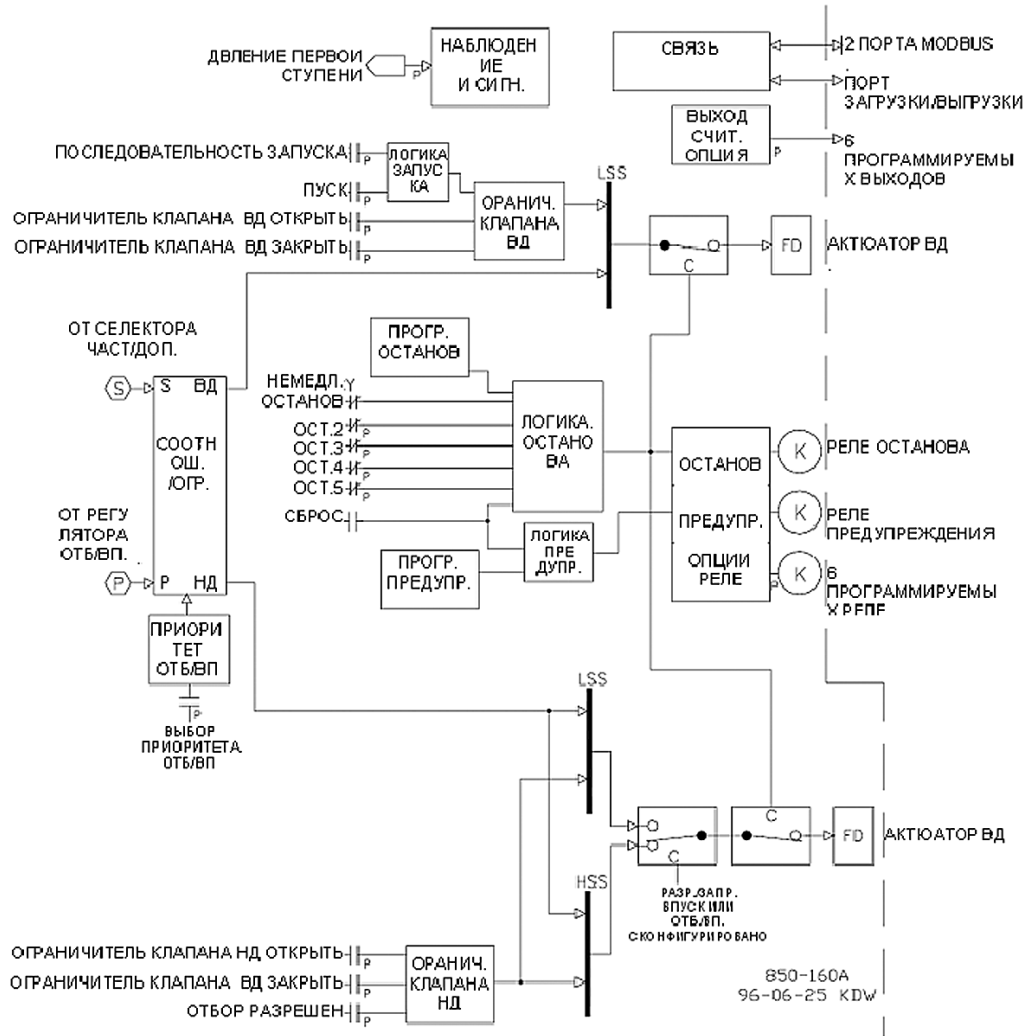 ДВЛЕНИЕ ПЕРВОИ
СТУПЕНИ
P
НАБЛЮДЕН
ИЕ
И СИГН.
СВЯЗЬ
2 ПОРТА MODBUS
ПОРТ
ЗАГРУЗКИ/ВЫГРУЗКИ
ВЫХОД
СЧИТ.
ОПЦИЯ
P
6
ПРОГРАММИРУЕМЫ
Х ВЫХОДОВ
ПОСЛЕДОВАТЕЛЬНОСТЬ ЗАПУСКА
P
ПУСК
P
ЛОГИКА
ЗАПУС
КА
ОГРАНИЧИТЕЛЬ КЛАПАНА ВД ОТКРЫТЬ
P
ОГРАНИЧИТЕЛЬ КЛАПАНА ВД ЗАКРЫТЬ
P
ОРАНИЧ.
КЛАПАНА
ВД
LSS
C
FD
АКТЮАТОР ВД
ОТ СЕЛЕКТОРА
ЧАСТ/ДОП.
S
S ВД
СООТН
ОШ.
/ОГР.
ОТ РЕГУ
ЛЯТОРА
ОТБ/ВП.
P
P НД
ПРИОРИ
ТЕТ
ОТБ/ВП
P
ВЫБОР
ПРИОРИТЕТА.
ОТБ/ВП
ПРОГР.
ОСТАНОВ
НЕМЕДЛ.
ОСТАНОВ
ОСТ.2
P
ОСТ.3
P
ОСТ.4
P
ОСТ.5
P
СБРОС
ЛОГИКА.
ОСТАНО
ВА
ПРОГР.
ПРЕДУПР.
ЛОГИКА
ПРЕ
ДУПР.
ОСТАНОВ
ПРЕДУПР.
ОПЦИИ
РЕЛЕ
P
K
РЕЛЕ ОСТАНОВА
K
РЕЛЕ
ПРЕДУПРЕЖДЕНИЯ
K
6
ПРОГРАММИРУЕМЫ
Х РЕЛЕ
LSS
HSS
C
РАЗР.ЗАПР.
ВПУСК ИЛИ
ОТБ/ВП.
СКОНФИГУРИРОВАНО
C
FD
АКТЮАТОР ВД
ОГРАНИЧИТЕЛЬ КЛАПАНА НД ОТКРЫТЬ
P
ОГРАНИЧИТЕЛЬ КЛАПАНА ВД ЗАКРЫТЬ
P
ОТБОР РАЗРЕШЕН
P
ОРАНИЧ.
КЛАПАНА
НД
850-160A
96-06-25 KDW